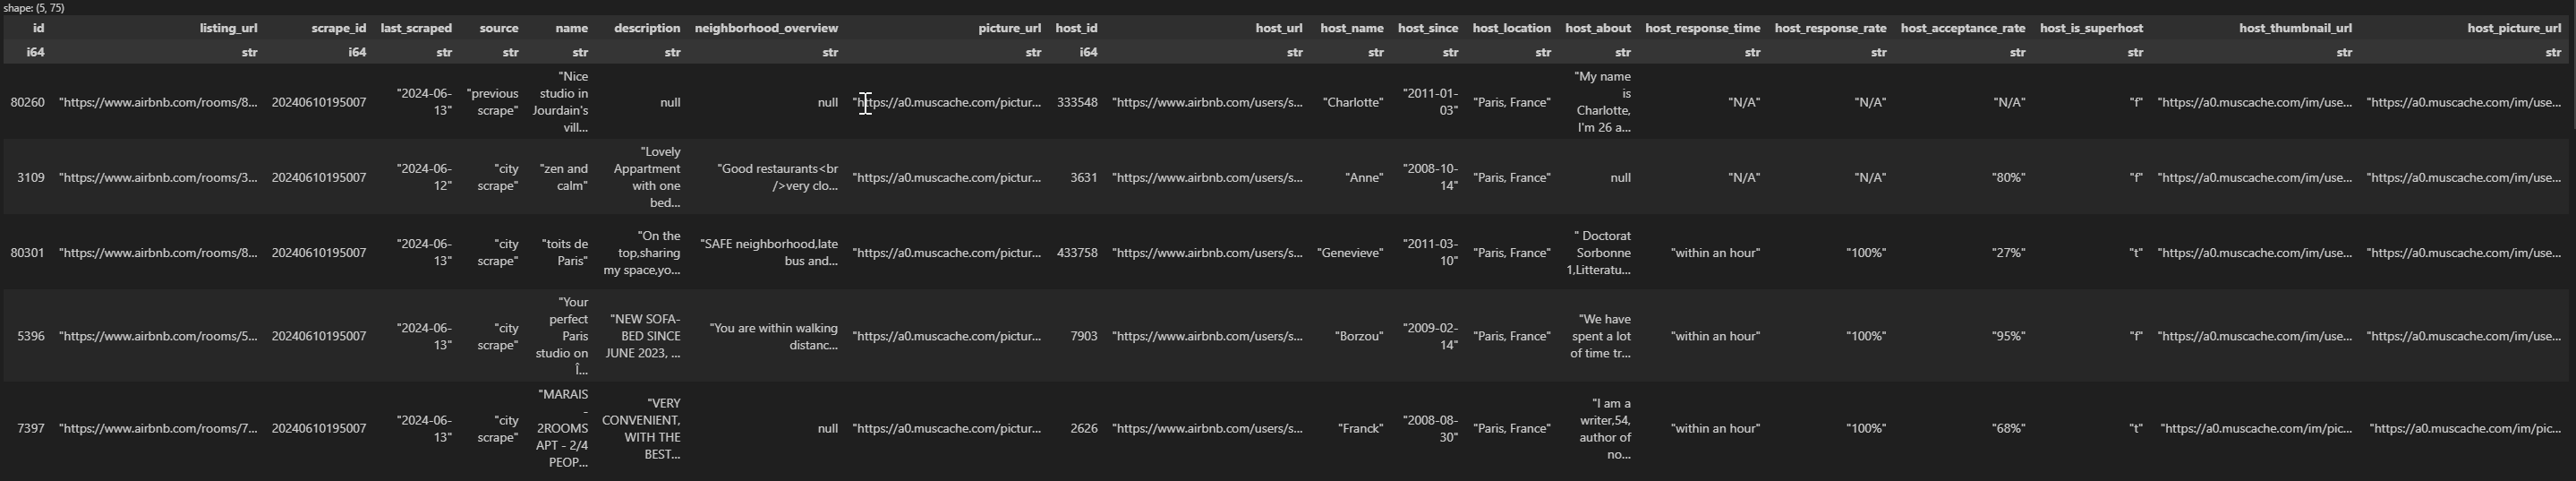 shape: (5, 75)
id listing_url scrape_id last_scraped source name description neighborhood_overview picture_url host_id host_url host_name host_since host_location host_about host_response_time host_response_rate host_acceptance_rate host_is_superhost host_thumbnail_url host_picture_url
i64 str i64 str str str str str str i64 str str str str str str str str str str str
80260 "https://www.airbnb.com/rooms/8... 20240610195007 "2024-06-13" "previous scrape" "Nice studio in Jourdain's vill... null null "https://a0.muscache.com/pictur... 333548 "https://www.airbnb.com/users/s... "Charlotte" "2011-01-03" "Paris, France" "My name is Charlotte, I'm 26 a... "N/A" "N/A" "N/A" "f" "https://a0.muscache.com/im/use... "https://a0.muscache.com/im/use...
3109 "https://www.airbnb.com/rooms/3... 20240610195007 "2024-06-12" "city scrape" "zen and calm" "Lovely Appartment with one bed... "Good restaurants<br />very clo... "https://a0.muscache.com/pictur... 3631 "https://www.airbnb.com/users/s... "Anne" "2008-10-14" "Paris, France" null "N/A" "N/A" "80%" "f" "https://a0.muscache.com/im/use... "https://a0.muscache.com/im/use...
80301 "https://www.airbnb.com/rooms/8... 20240610195007 "2024-06-13" "city scrape" "toits de Paris" "On the top,sharing my space,yo... "SAFE neighborhood,late bus and... "https://a0.muscache.com/pictur... 433758 "https://www.airbnb.com/users/s... "Genevieve" "2011-03-10" "Paris, France" " Doctorat Sorbonne 1,Litteratu... "within an hour" "100%" "27%" "t" "https://a0.muscache.com/im/use... "https://a0.muscache.com/im/use...
5396 "https://www.airbnb.com/rooms/5... 20240610195007 "2024-06-13" "city scrape" "Your perfect Paris studio on Î... "NEW SOFA-BED SINCE JUNE 2023, ... "You are within walking distanc... "https://a0.muscache.com/pictur... 7903 "https://www.airbnb.com/users/s... "Borzou" "2009-02-14" "Paris, France" "We have spent a lot of time tr... "within an hour" "100%" "95%" "f" "https://a0.muscache.com/im/use... "https://a0.muscache.com/im/use...
7397 "https://www.airbnb.com/rooms/7... 20240610195007 "2024-06-13" "city scrape" "MARAIS - 2ROOMS APT - 2/4 PEOP... "VERY CONVENIENT, WITH THE BEST... null "https://a0.muscache.com/pictur... 2626 "https://www.airbnb.com/users/s... "Franck" "2008-08-30" "Paris, France" "I am a writer,54, author of no... "within an hour" "100%" "68%" "t" "https://a0.muscache.com/im/pic... "https://a0.muscache.com/im/pic...